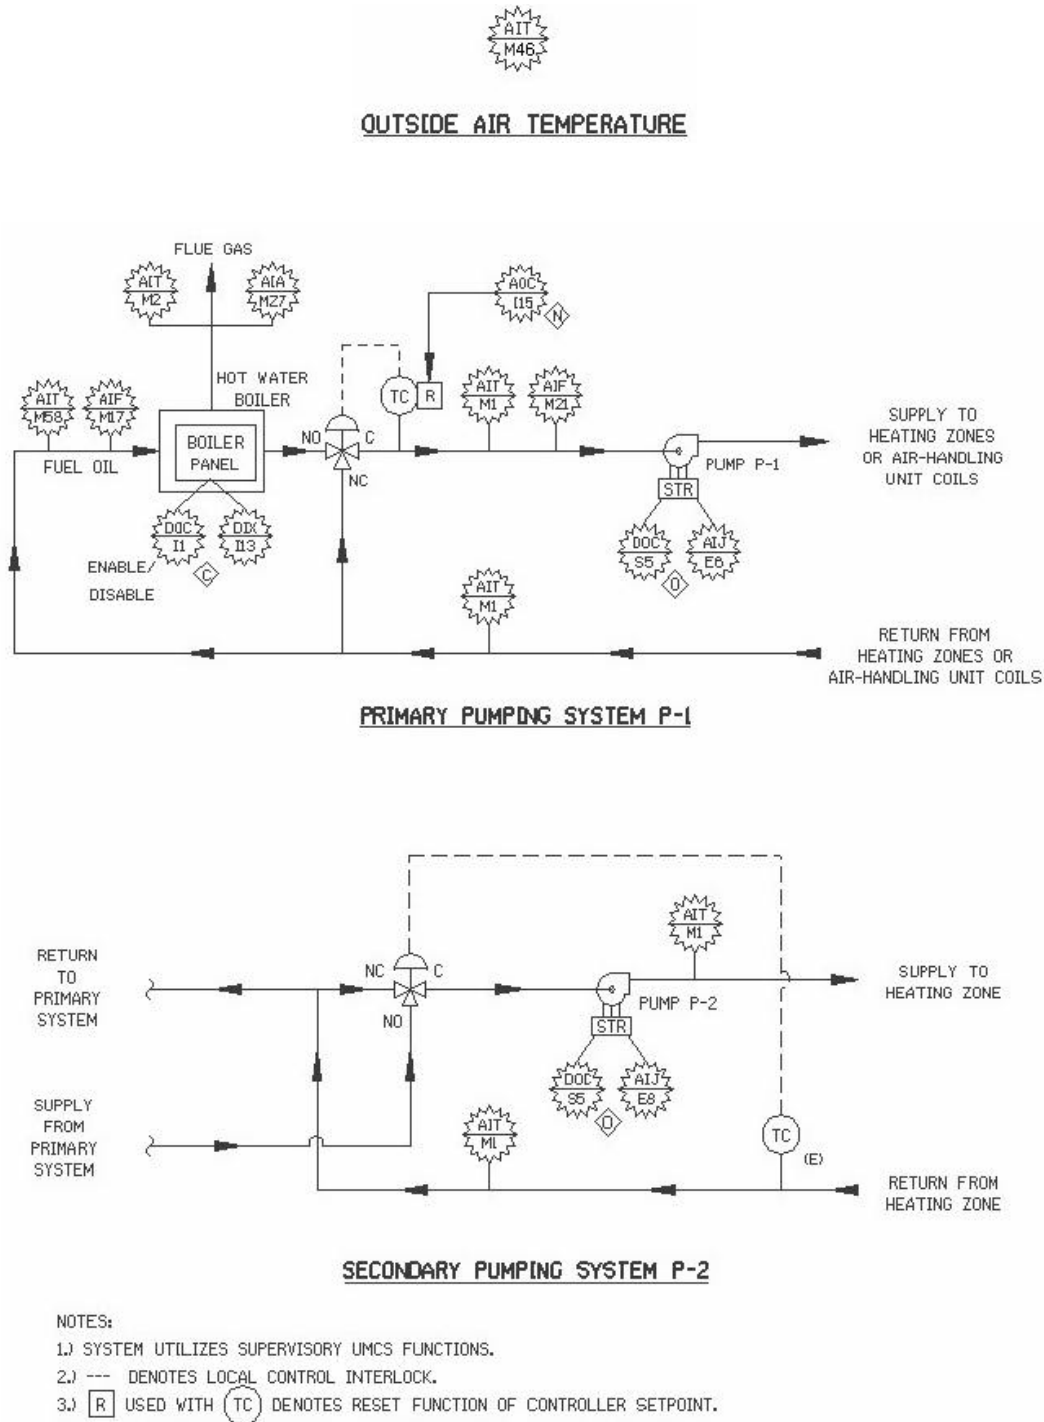 AIT
M46
OUTSIDE AIR TEMPERATURE
FLUE GAS
AIT
M2
AIA
MZ7
AOC
I15
N
HOT WATER
BOILER
AIT
M58
AIF
M17
TC
R
AIT
M1
AIF
M21
NO
C
NC
BOILER
PANEL
FUEL OIL
SUPPLY TO
HEATING ZONES
OR AIR-HANDLING
UNIT COILS
PUMP P-1
STR
DOC
I1
DIX
I13
C
ENABLE/
DISABLE
DOC
S5
AIJ
E6
O
AIT
M1
RETURN FROM
HEATING ZONES OR
AIR-HANDLING UNIT COILS
PRIMARY PUMPING SYSTEM P-1
AIT
M1
RETURN
TO
PRIMARY
SYSTEM
NC
C
NO
PUMP P-2
STR
SUPPLY TO
HEATING ZONE
DOC
S5
AIJ
E8
O
SUPPLY
FROM
PRIMARY
SYSTEM
AIT
M1
TC
(E)
RETURN FROM
HEATING ZONE
SECONDARY PUMPING SYSTEM P-2
NOTES:
1.) SYSTEM UTILIZES SUPERVISORY UMCS FUNCTIONS.
2.) --- DENOTES LOCAL CONTROL INTERLOCK.
3.) R USED WITH TC DENOTES RESET FUNCTION OF CONTROLLER SETPOINT.